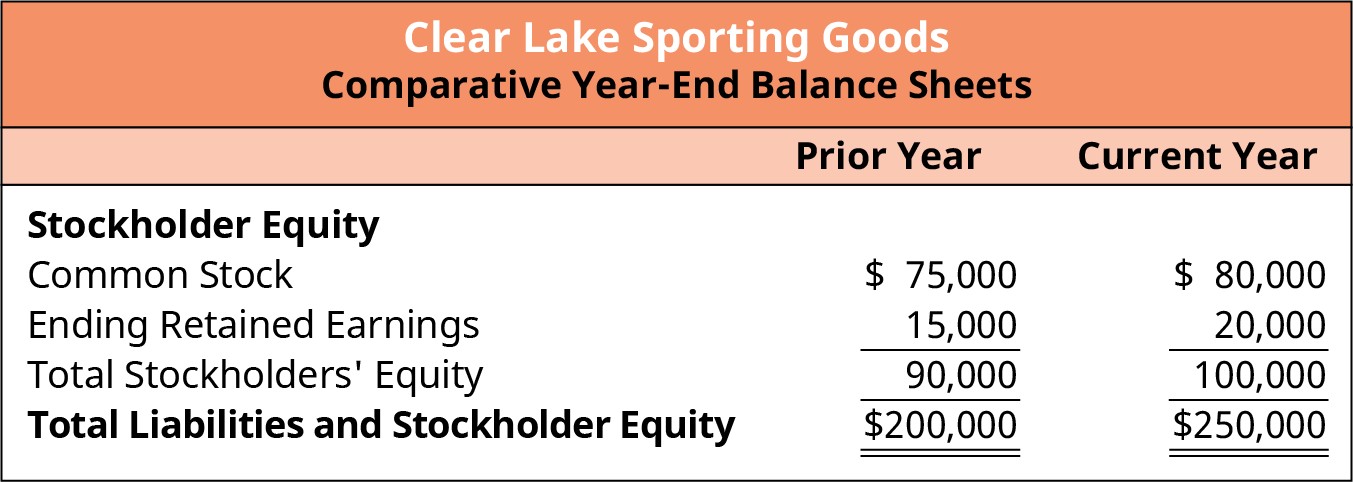 Clear Lake Sporting Goods
Comparative Year-End Balance Sheets
Prior Year Current Year
Stockholder Equity
Common Stock $ 75,000 $ 80,000
Ending Retained Earnings 15,000 20,000
Total Stockholders' Equity 90,000 100,000
Total Liabilities and Stockholder Equity $200,000 $250,000